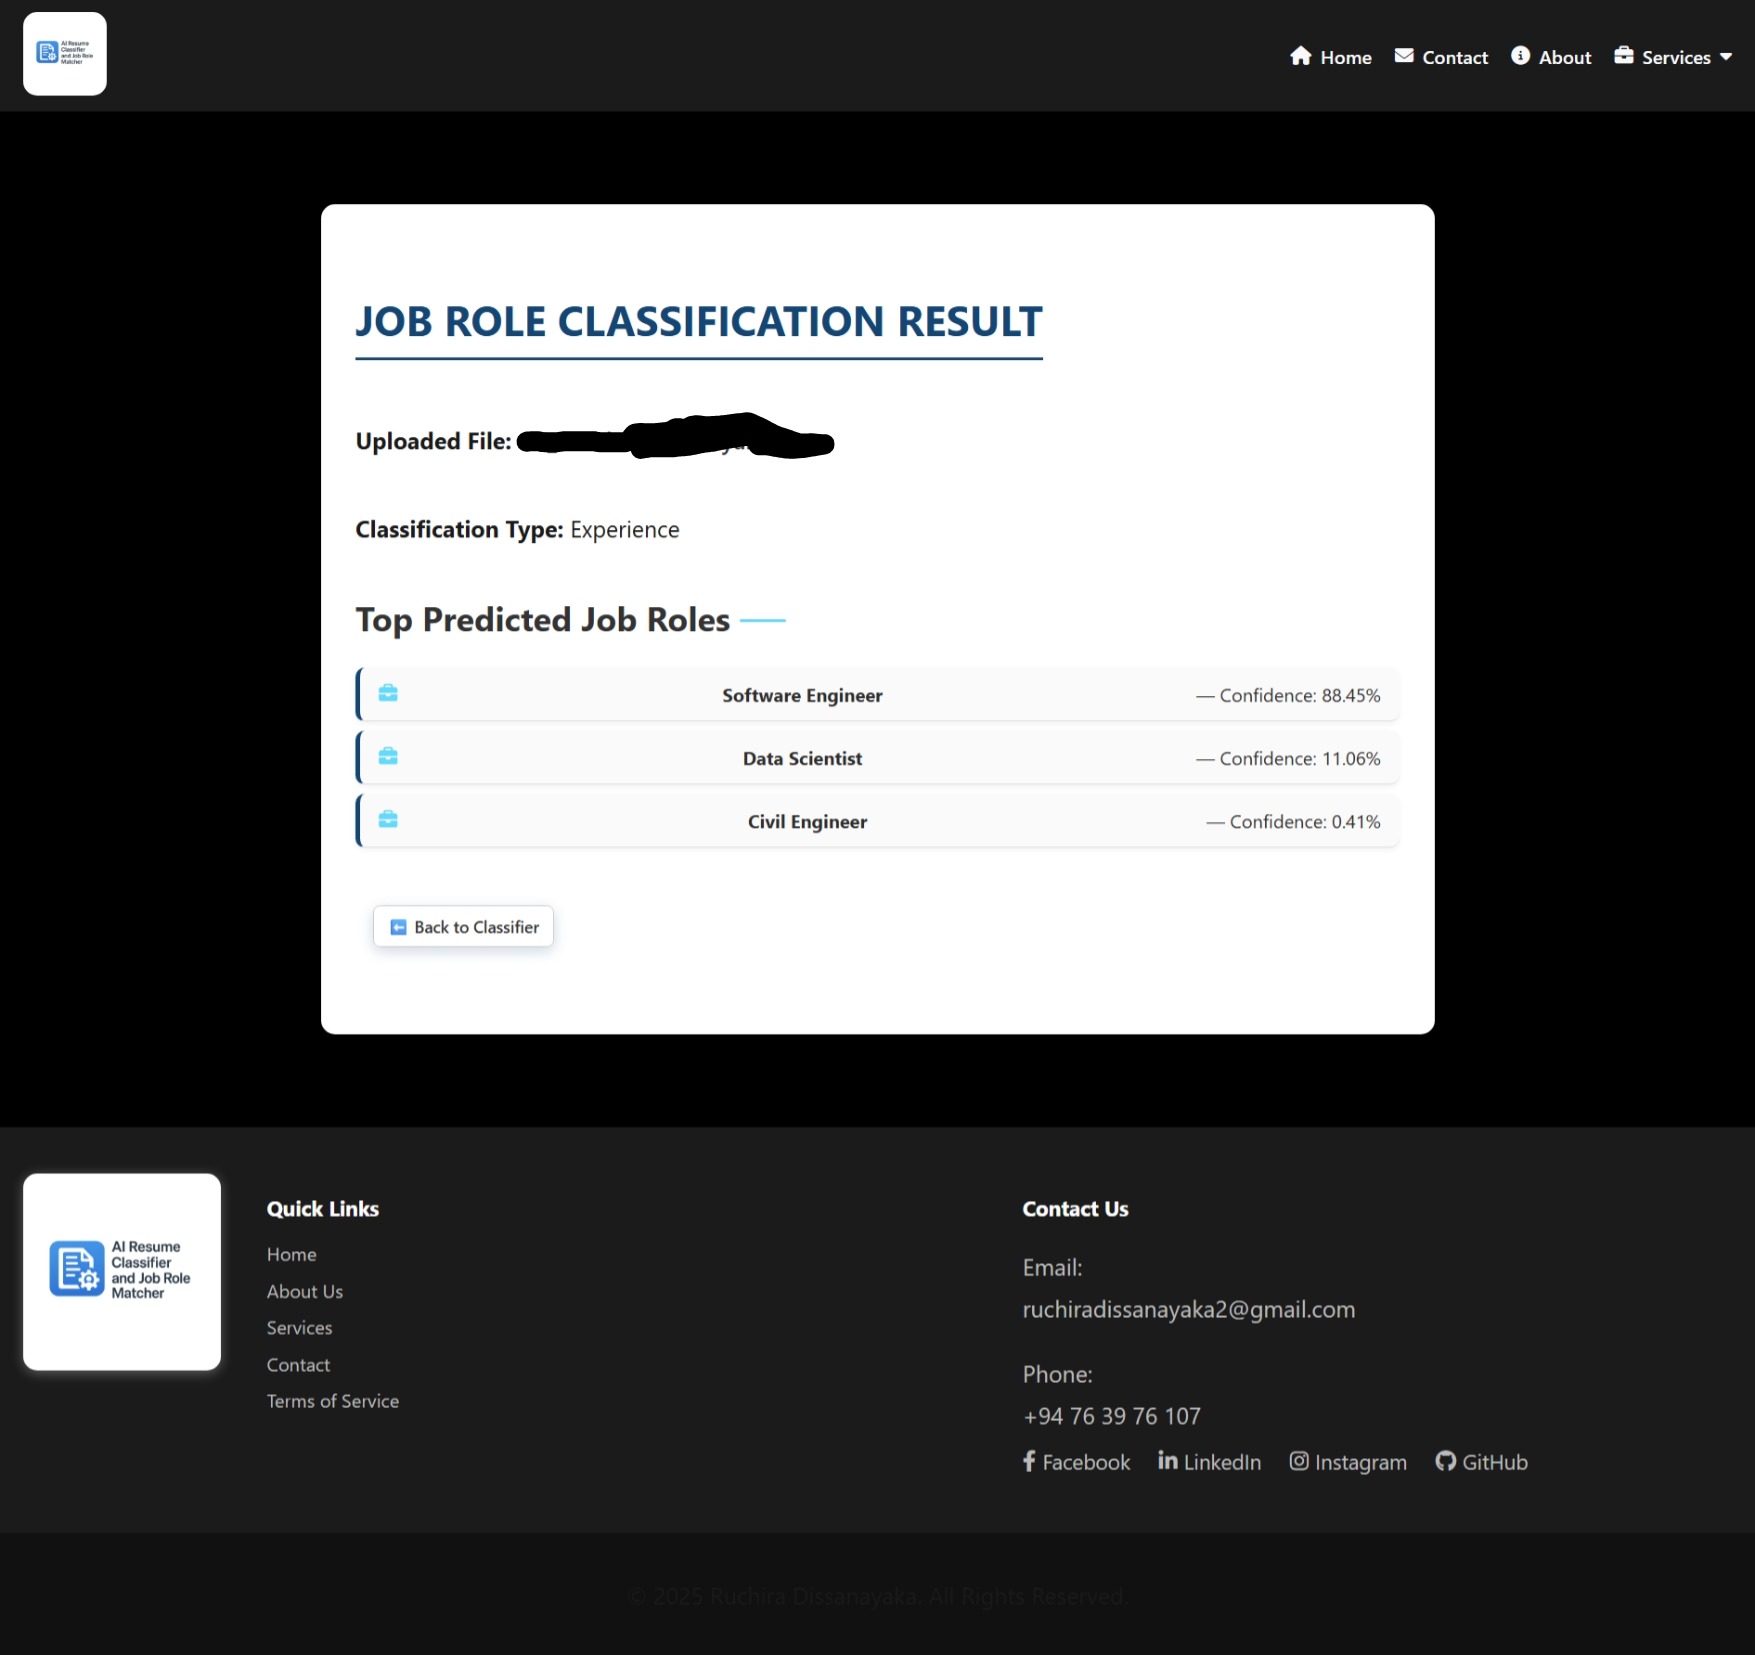 AI Resume
Classifier
and Job Role
Matcher
Home Contact About Services
JOB ROLE CLASSIFICATION RESULT
Uploaded File:
Classification Type: Experience
Top Predicted Job Roles
Software Engineer — Confidence: 88.45%
Data Scientist — Confidence: 11.06%
Civil Engineer — Confidence: 0.41%
Back to Classifier
AI Resume
Classifier
and Job Role
Matcher
Quick Links
Home
About Us
Services
Contact
Terms of Service
Contact Us
Email:
ruchiradissanayaka2@gmail.com
Phone:
+94 76 39 76 107
Facebook LinkedIn Instagram GitHub
© 2025 Ruchira Dissanayaka. All Rights Reserved.